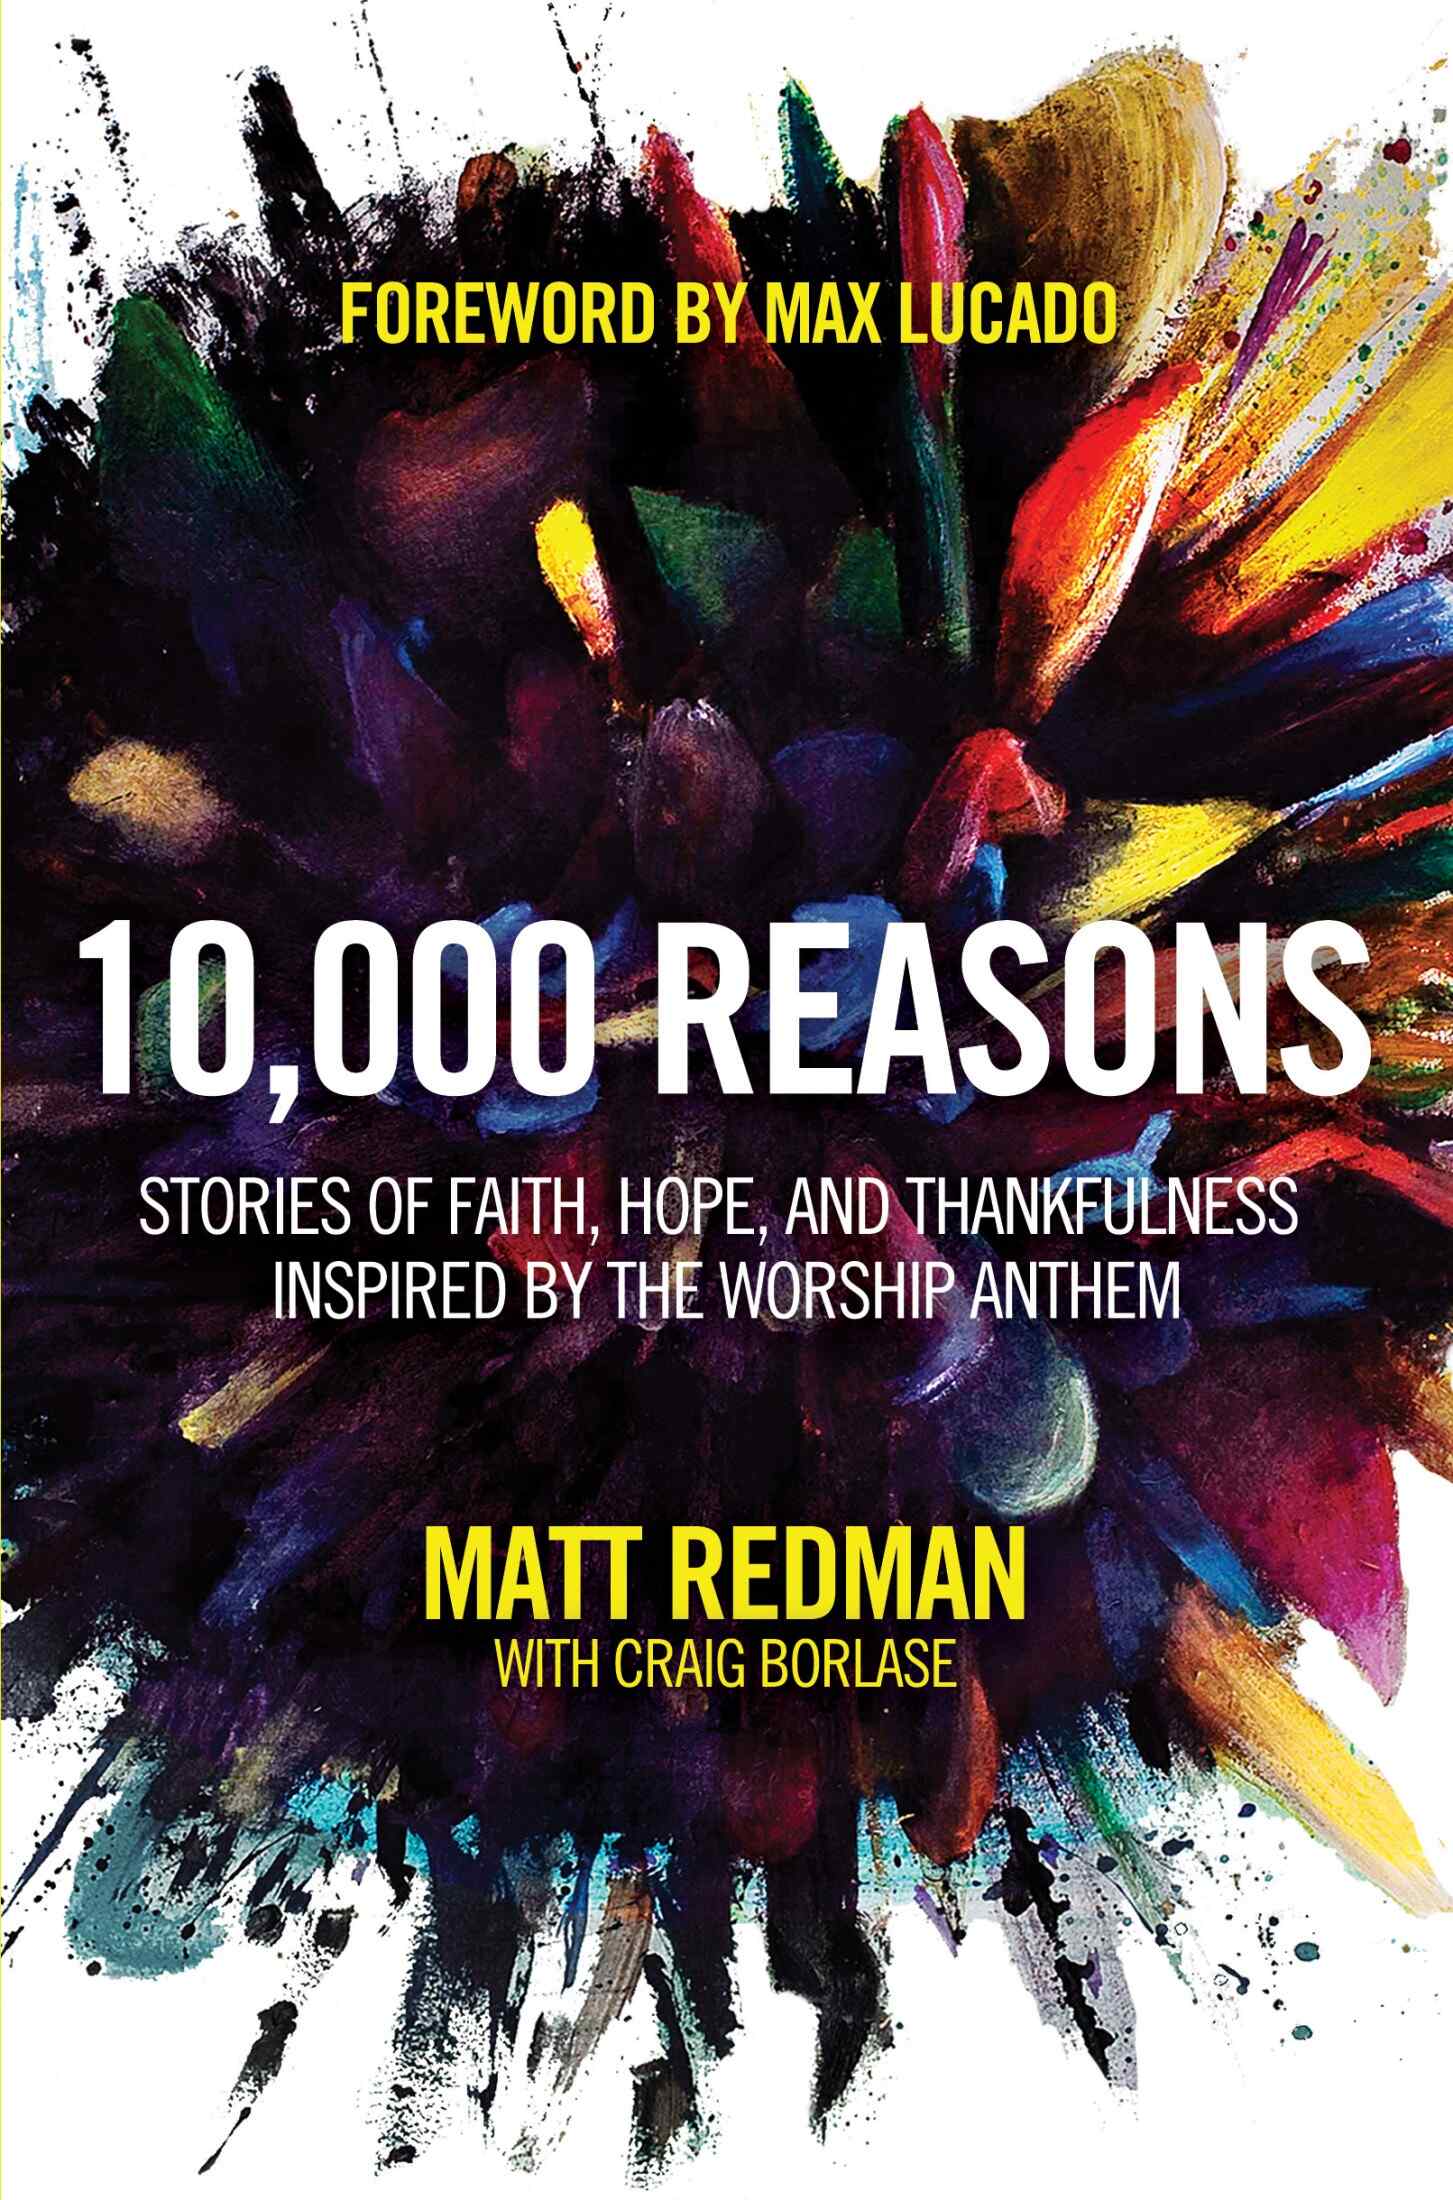 FOREWORD BY MAX LUCADO
10,000 REASONS
STORIES OF FAITH, HOPE, AND THANKFULNESS
INSPIRED BY THE WORSHIP ANTHEM
MATT REDMAN
WITH CRAIG BORLASE